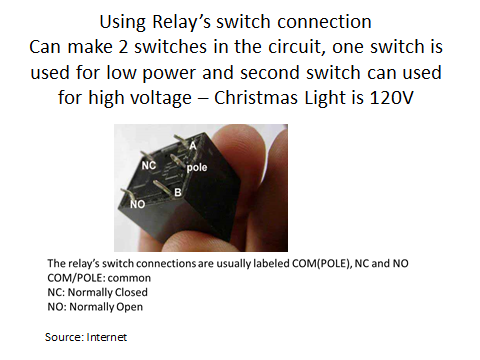 Using Relay's switch connection
Can make 2 switches in the circuit, one switch is
used for low power and second switch can used
for high voltage – Christmas Light is 120V
A
NC
pole
B
NO
The relay's switch connections are usually labeled COM(POLE), NC and NO
COM/POLE: common
NC: Normally Closed
NO: Normally Open
Source: Internet